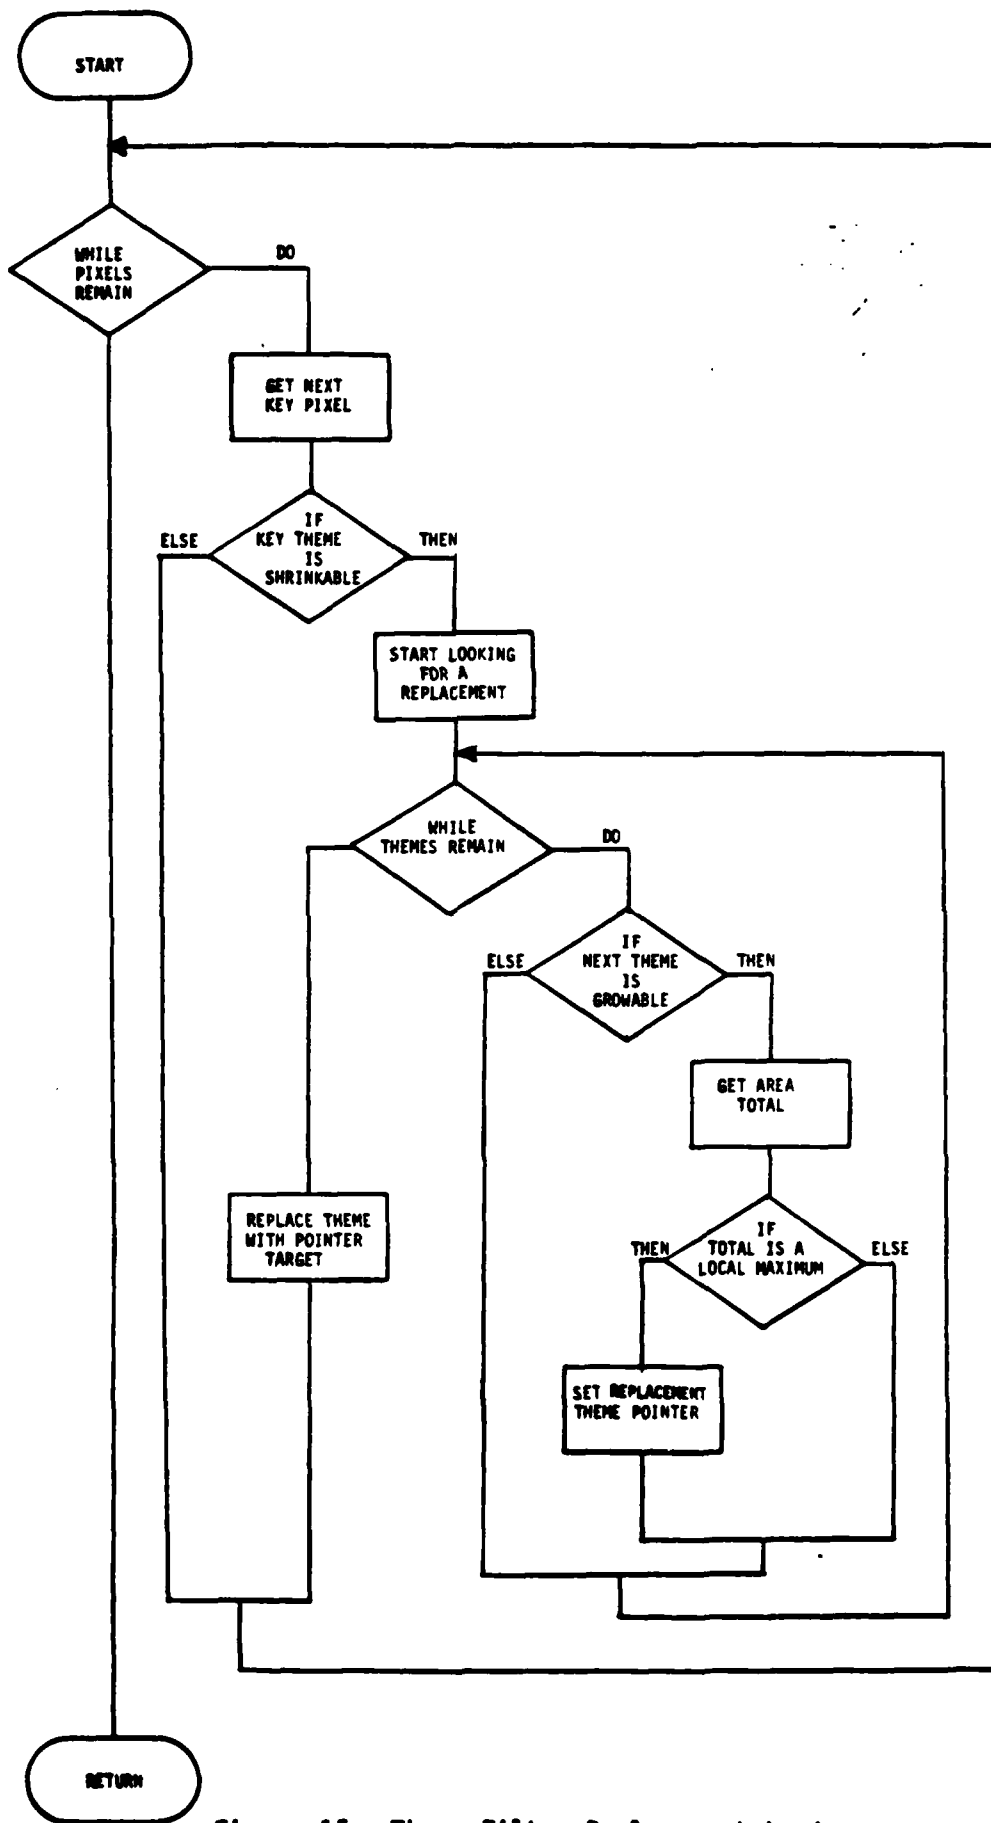 START
WHILE
PIXELS
REMAIN
DO
GET NEXT
KEY PIXEL
IF
KEY THEME
IS
SHRINKABLE
ELSE
THEN
START LOOKING
FOR A
REPLACEMENT
WHILE
THEMES REMAIN
DO
IF
NEXT THEME
IS
GROWABLE
ELSE
THEN
GET AREA
TOTAL
REPLACE THEME
WITH POINTER
TARGET
IF
TOTAL IS A
LOCAL MAXIMUM
THEN
ELSE
SET REPLACEMENT
THEME POINTER
RETURN